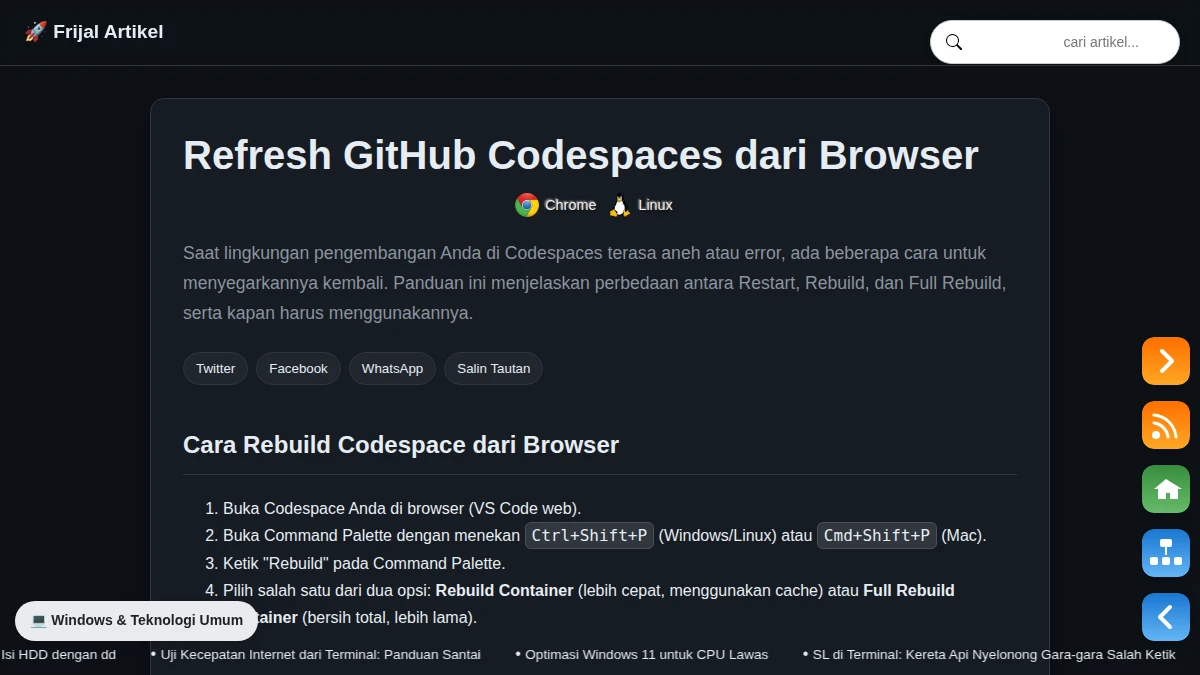 🚀 Frijal Artikel
cari artikel...
Refresh GitHub Codespaces dari Browser
Chrome Linux
Saat lingkungan pengembangan Anda di Codespaces terasa aneh atau error, ada beberapa cara untuk
menyegarkannya kembali. Panduan ini menjelaskan perbedaan antara Restart, Rebuild, dan Full Rebuild,
serta kapan harus menggunakannya.
Twitter Facebook WhatsApp Salin Tautan
Cara Rebuild Codespace dari Browser
1. Buka Codespace Anda di browser (VS Code web).
2. Buka Command Palette dengan menekan Ctrl+Shift+P (Windows/Linux) atau Cmd+Shift+P (Mac).
3. Ketik "Rebuild" pada Command Palette.
4. Pilih salah satu dari dua opsi: Rebuild Container (lebih cepat, menggunakan cache) atau Full Rebuild
tainer (bersih total, lebih lama).
💻 Windows & Teknologi Umum
Isi HDD dengan dd • Uji Kecepatan Internet dari Terminal: Panduan Santai • Optimasi Windows 11 untuk CPU Lawas • SL di Terminal: Kereta Api Nyelonong Gara-gara Salah Ketik